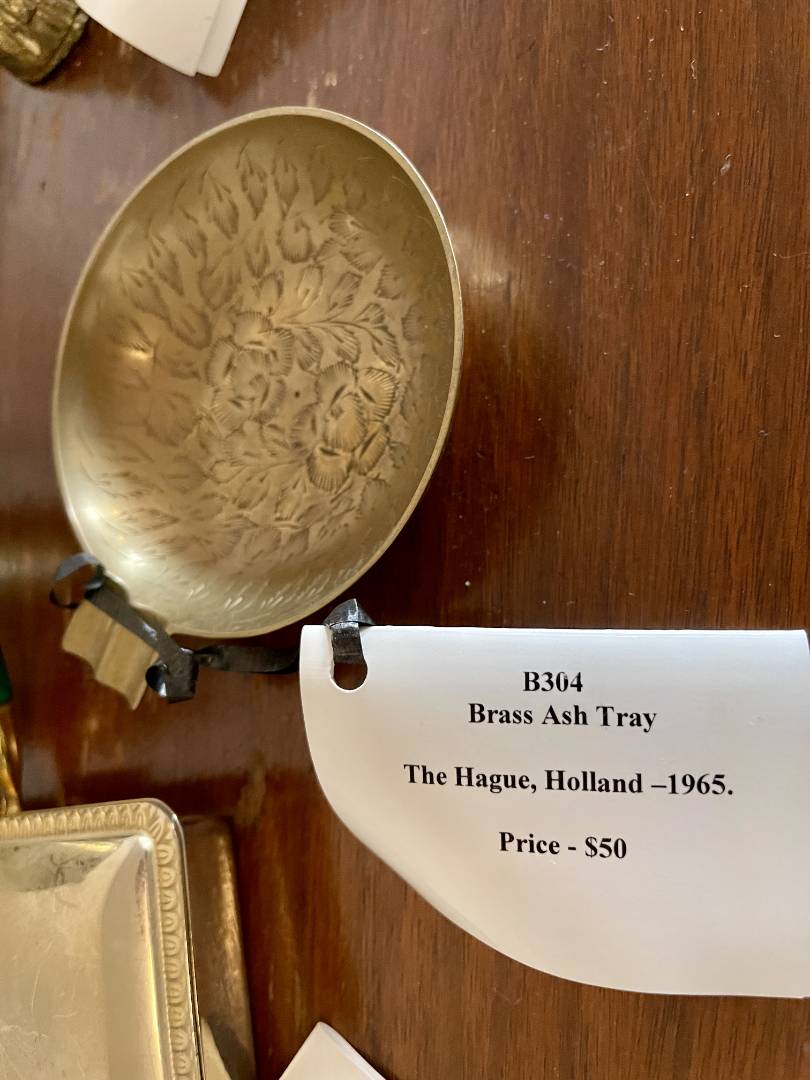 B304
Brass Ash Tray
The Hague, Holland –1965.
Price - $50